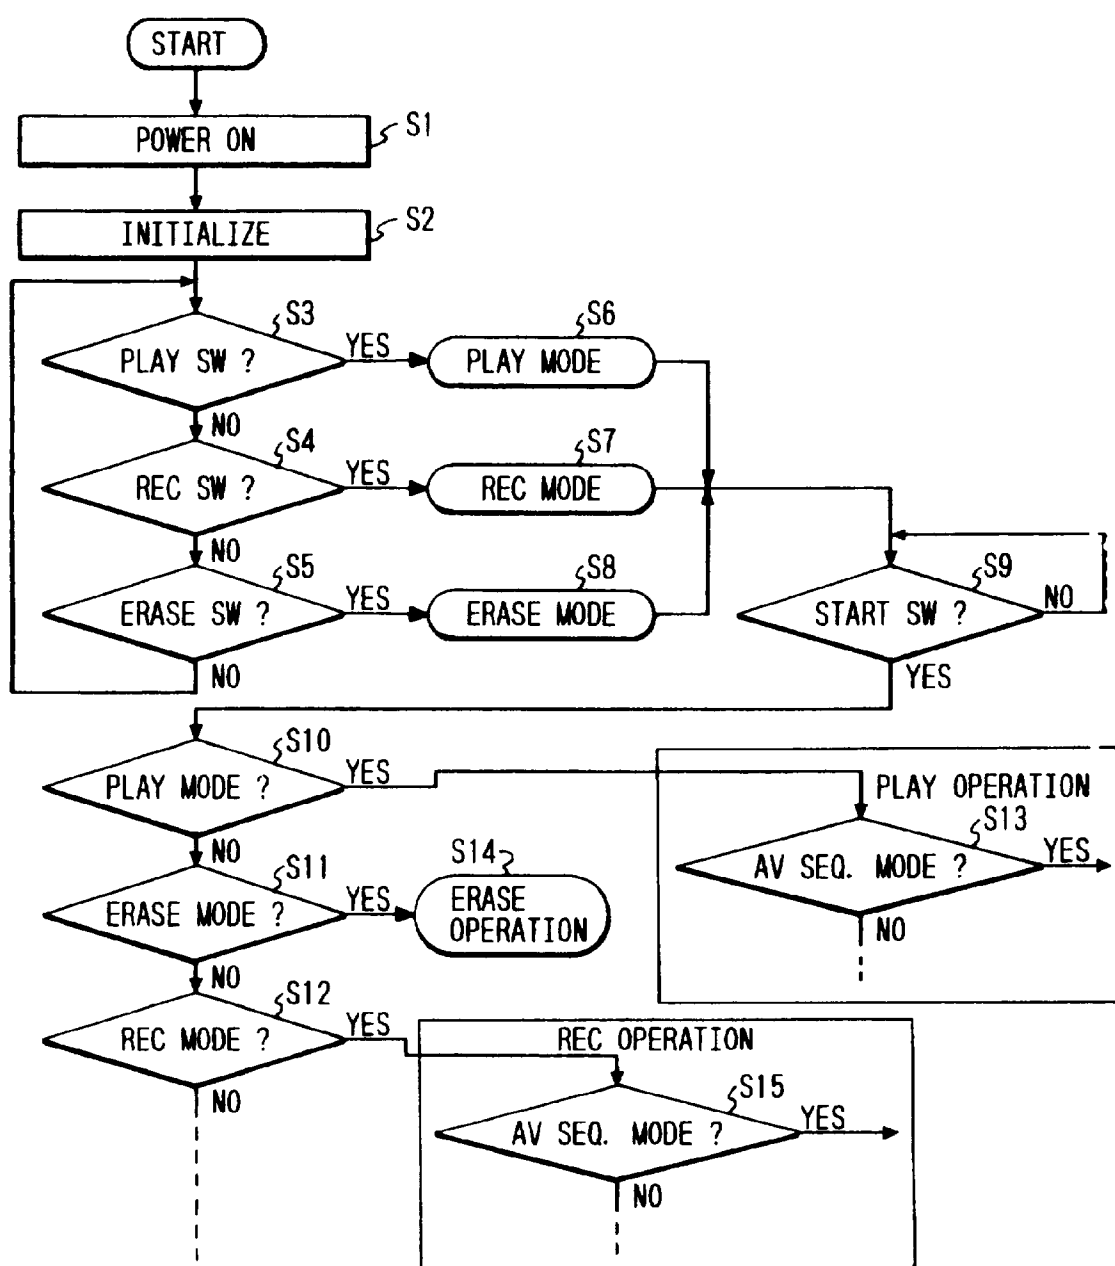 START
POWER ON
S1
INITIALIZE
S2
PLAY SW ?
S3
YES
PLAY MODE
S6
NO
REC SW ?
S4
YES
REC MODE
S7
NO
ERASE SW ?
S5
YES
ERASE MODE
S8
NO
START SW ?
S9
NO
YES
PLAY MODE ?
S10
YES
NO
PLAY OPERATION
AV SEQ. MODE ?
S13
YES
NO
ERASE MODE ?
S11
YES
S14
ERASE
OPERATION
NO
REC MODE ?
S12
YES
NO
REC OPERATION
AV SEQ. MODE ?
S15
YES
NO